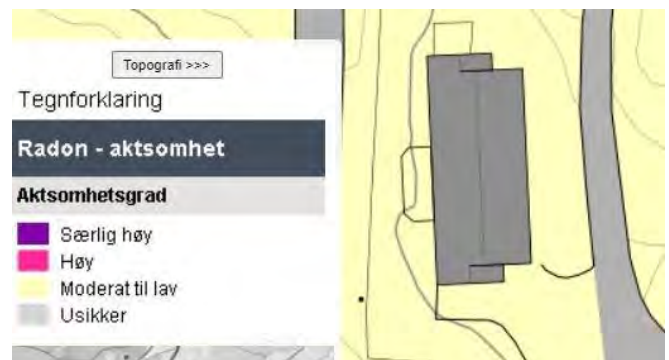 Topografi >>>
Tegnforklaring
Radon - aktsomhet
Aktsomhetsgrad
Særlig høy
Høy
Moderat til lav
Usikker